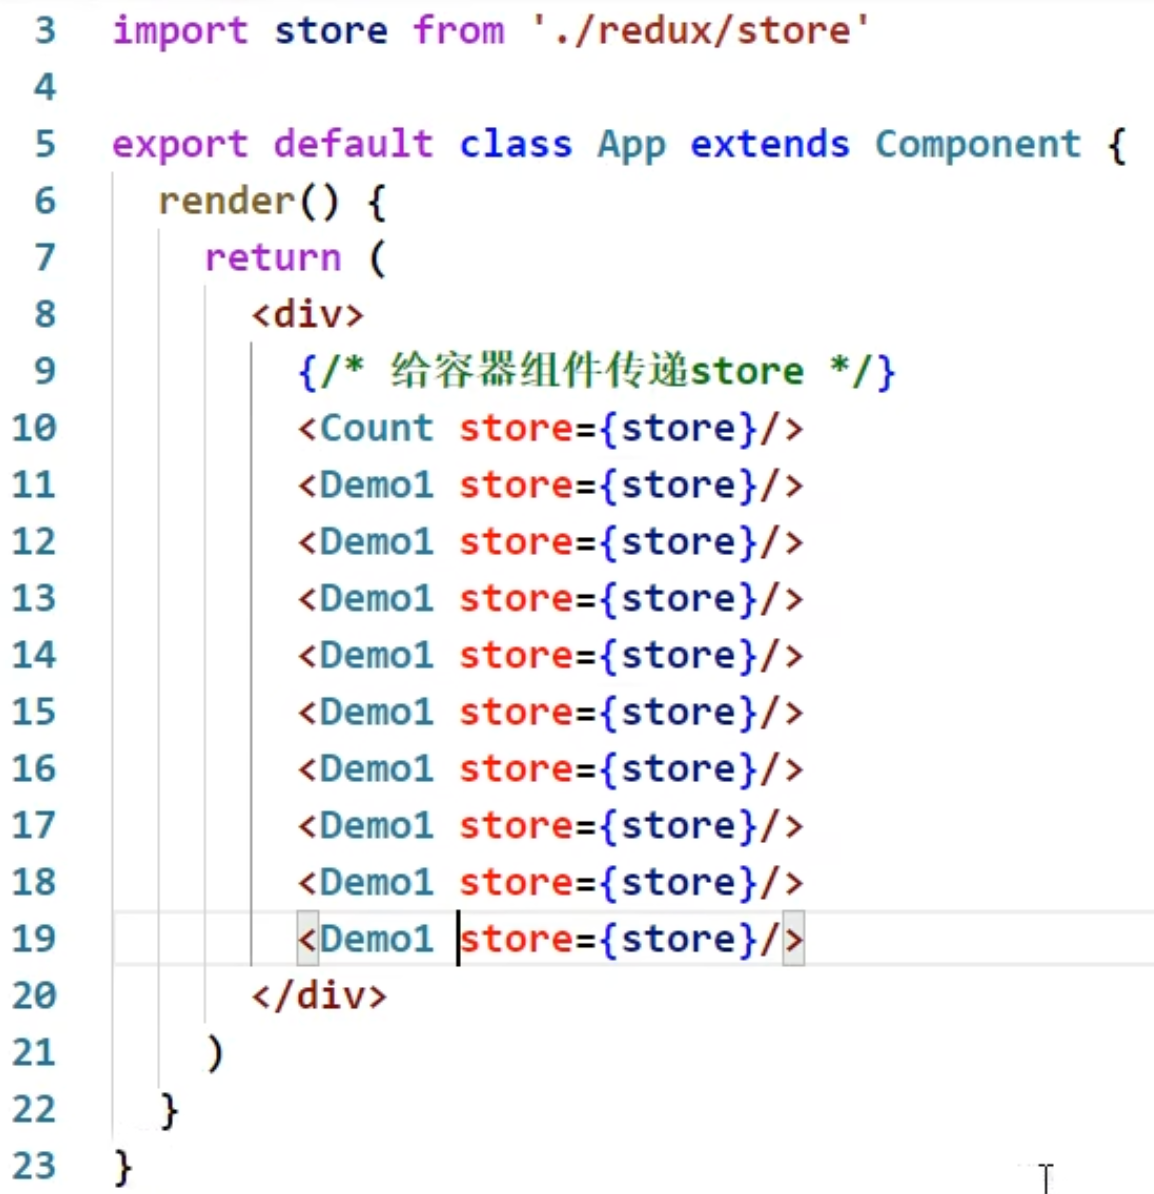 3 import store from './redux/store'
4
5 export default class App extends Component {
6 render() {
7 return (
8 <div>
9 {/* 给容器组件传递store */}
10 <Count store={store}/>
11 <Demo1 store={store}/>
12 <Demo1 store={store}/>
13 <Demo1 store={store}/>
14 <Demo1 store={store}/>
15 <Demo1 store={store}/>
16 <Demo1 store={store}/>
17 <Demo1 store={store}/>
18 <Demo1 store={store}/>
19 <Demo1 store={store}/>
20 </div>
21 )
22 }
23 }